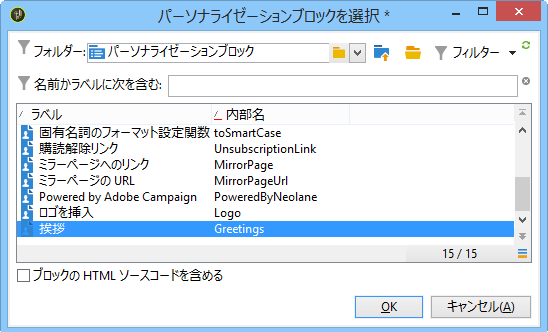 パーソナライゼーションブロックを選択 *
フォルダー: パーソナライゼーションブロック フィルター
名前かラベルに次を含む:
ラベル 内部名
固有名詞のフォーマット設定関数 toSmartCase
購読解除リンク UnsubscriptionLink
ミラーページへのリンク MirrorPage
ミラーページの URL MirrorPageUrl
Powered by Adobe Campaign PoweredByNeolane
ロゴを挿入 Logo
挨拶 Greetings
15 / 15
ブロックの HTML ソースコードを含める
OK キャンセル(A)